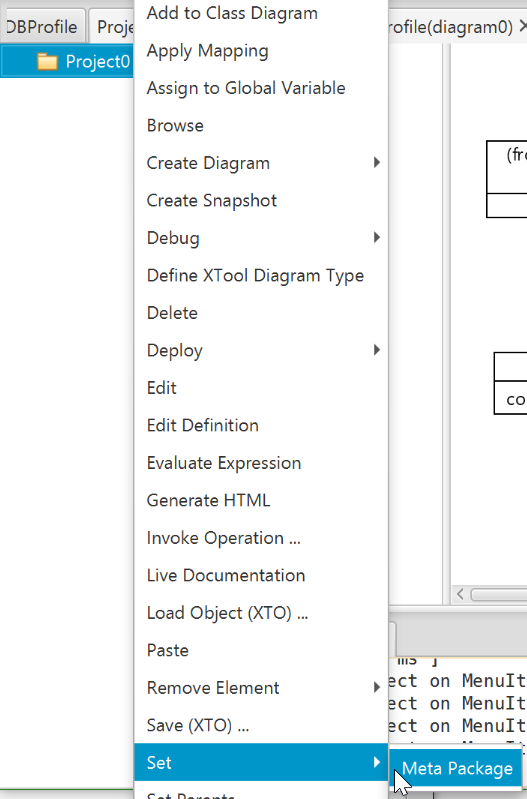 Add to Class Diagram
DBProfile
Proje
rofile(diagram0)
Project0
Apply Mapping
Assign to Global Variable
Browse
(fro
Create Diagram
Create Snapshot
Debug
Define XTool Diagram Type
Delete
Deploy
Edit
co
Edit Definition
Evaluate Expression
Generate HTML
Invoke Operation ...
Live Documentation
Load Object (XTO) ...
Paste
ms ]
ect on MenuIt
Remove Element
ect on MenuIt
Save (XTO) ...
ect on MenuIt
Set
Meta Package
Set Parents